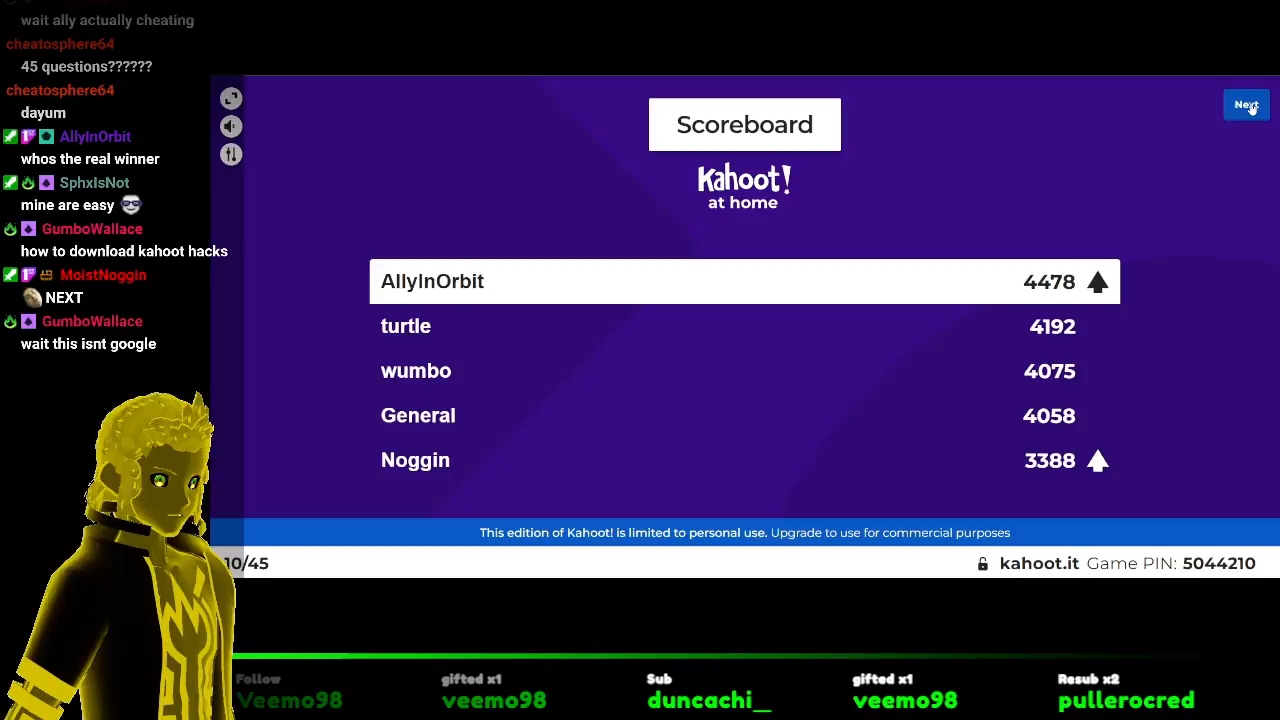 wait ally actually cheating
cheatosphere64
45 questions??????
cheatosphere64
dayum
AllyInOrbit
whos the real winner
SphxIsNot
mine are easy
GumboWallace
how to download kahoot hacks
MoistNoggin
NEXT
GumboWallace
wait this isnt google
Next
Scoreboard
Kahoot!
at home
AllyInOrbit 4478
turtle 4192
wumbo 4075
General 4058
Noggin 3388
This edition of Kahoot! is limited to personal use. Upgrade to use for commercial purposes
10/45
kahoot.it Game PIN: 5044210
Follow
Veemo98
gifted x1
veemo98
Sub
duncachi__
gifted x1
veemo98
Resub x2
pullerocred